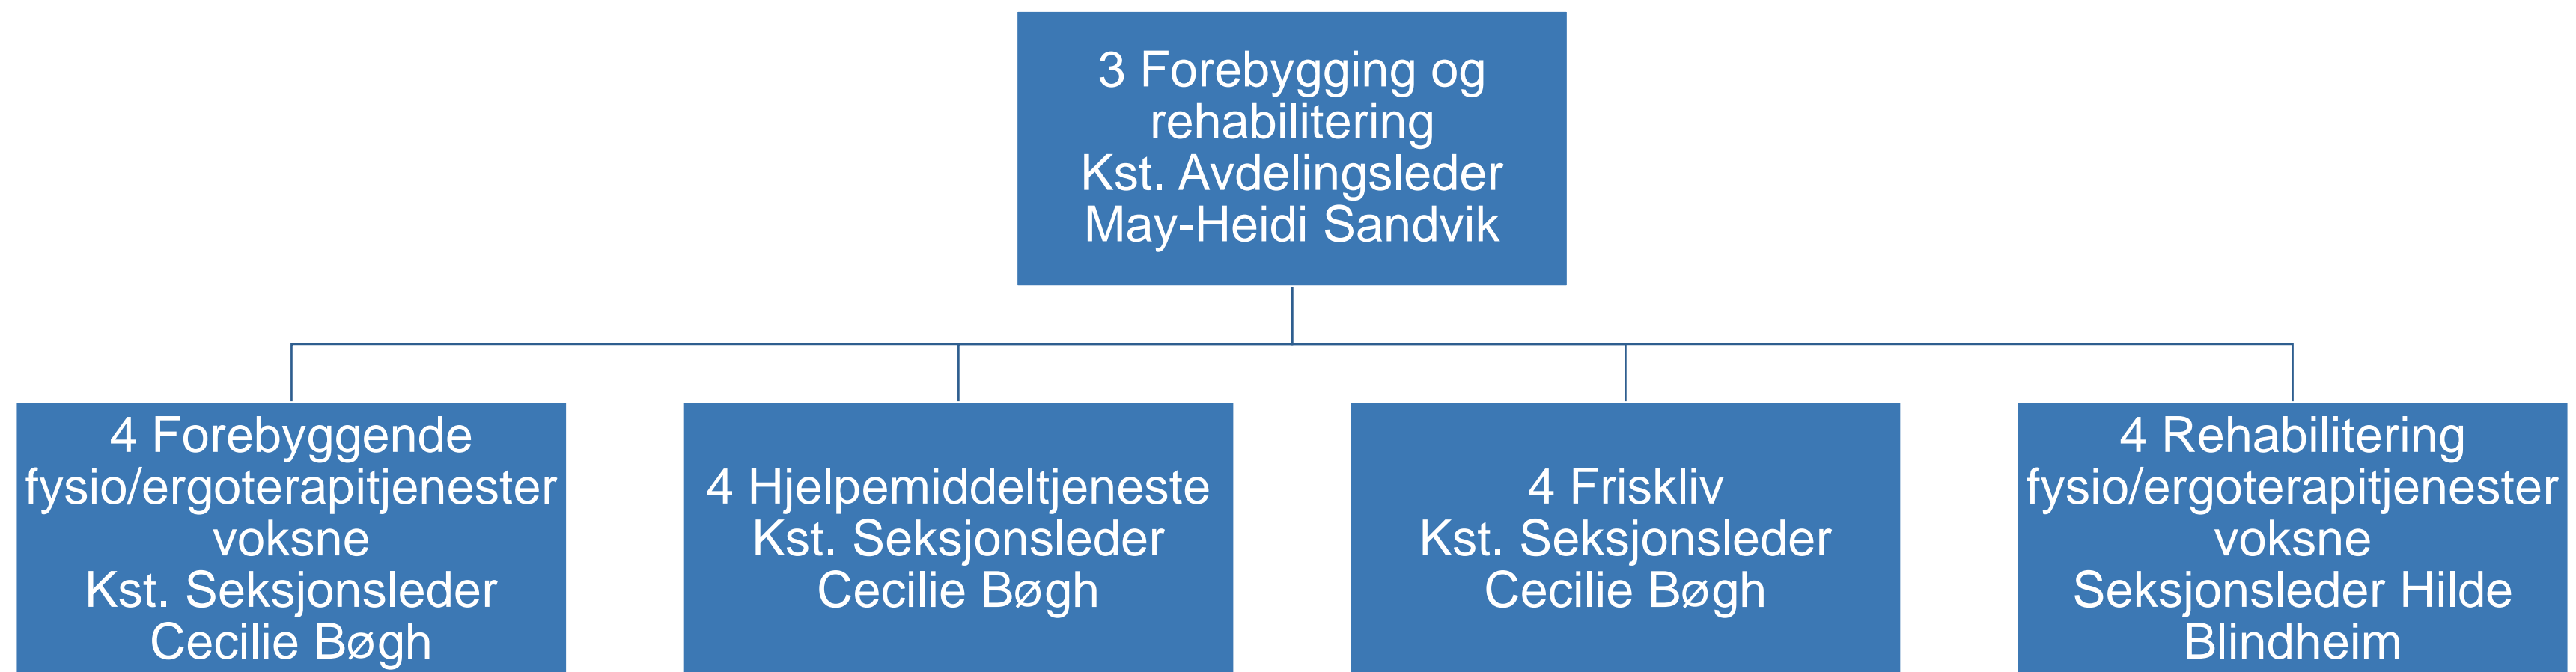 3 Forebygging og
rehabilitering
Kst. Avdelingsleder
May-Heidi Sandvik
4 Forebyggende
fysio/ergoterapitjenester
voksne
Kst. Seksjonsleder
Cecilie Bøgh
4 Hjelpemiddeltjeneste
Kst. Seksjonsleder
Cecilie Bøgh
4 Friskliv
Kst. Seksjonsleder
Cecilie Bøgh
4 Rehabilitering
fysio/ergoterapitjenester
voksne
Seksjonsleder Hilde
Blindheim